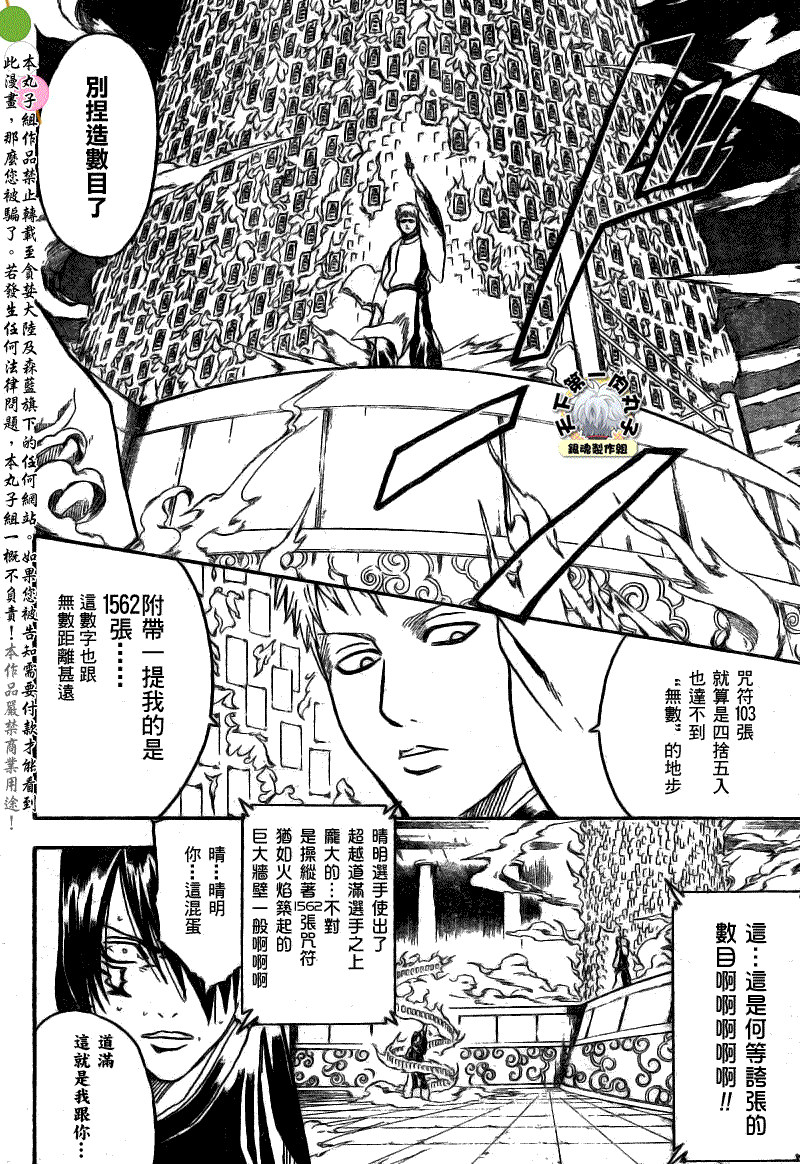 別捏造數目了
咒符103張
就算是四捨五入
也達不到
“無數”的地步
附帶一提我的是
1562張……
這數字也跟
無數距離甚遠
這…這是何等誇張的
數目啊啊啊啊啊!!
晴明選手使出了
超越道滿選手之上
龐大的…不對
是操縱著1562張咒符
猶如火焰築起的
巨大牆壁一般啊啊啊
晴…晴明
你…這混蛋
道滿
這就是我跟你…
天下第一丸子
銀魂製作組
本丸子組作品禁止轉載至貪婪大陸及森藍旗下的任何網站。如果您被告知需要付款才能看到
此漫畫，那麼您被騙了。若發生任何法律問題，本丸子組一概不負責！本作品嚴禁商業用途！